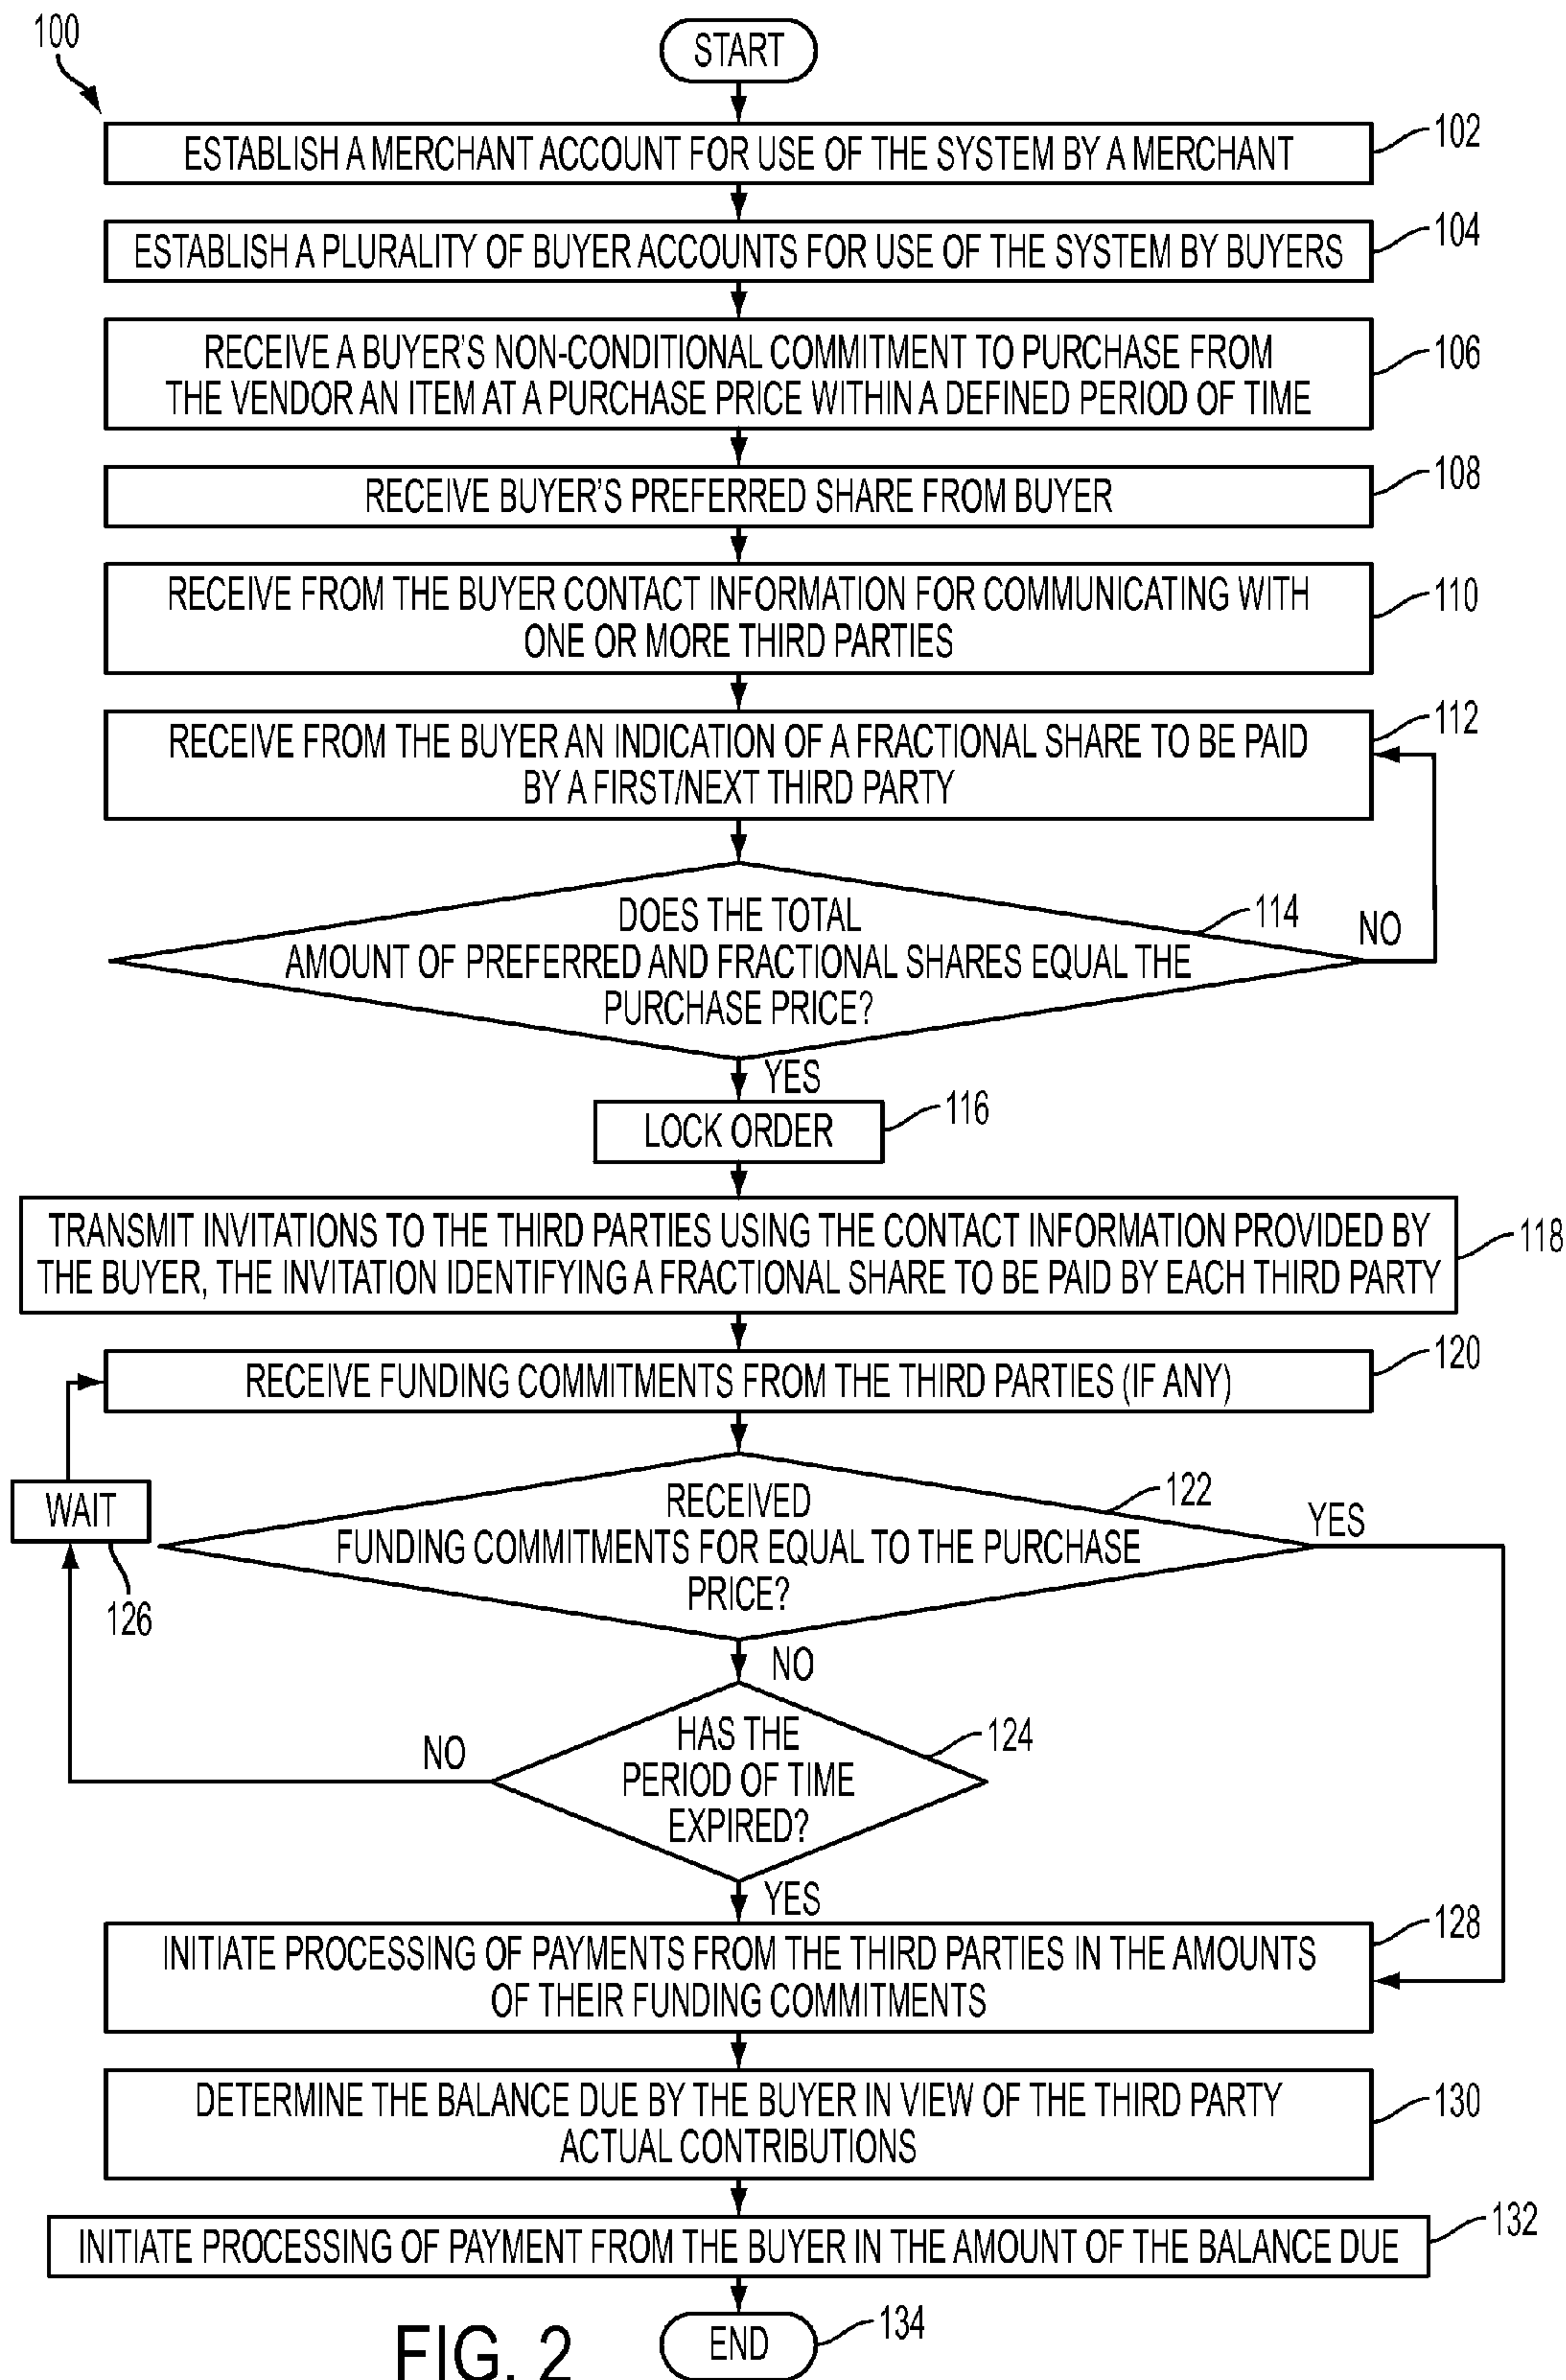 100
START
ESTABLISH A MERCHANT ACCOUNT FOR USE OF THE SYSTEM BY A MERCHANT
102
ESTABLISH A PLURALITY OF BUYER ACCOUNTS FOR USE OF THE SYSTEM BY BUYERS
104
RECEIVE A BUYER'S NON-CONDITIONAL COMMITMENT TO PURCHASE FROM
THE VENDOR AN ITEM AT A PURCHASE PRICE WITHIN A DEFINED PERIOD OF TIME
106
RECEIVE BUYER'S PREFERRED SHARE FROM BUYER
108
RECEIVE FROM THE BUYER CONTACT INFORMATION FOR COMMUNICATING WITH
ONE OR MORE THIRD PARTIES
110
RECEIVE FROM THE BUYER AN INDICATION OF A FRACTIONAL SHARE TO BE PAID
BY A FIRST/NEXT THIRD PARTY
112
DOES THE TOTAL
AMOUNT OF PREFERRED AND FRACTIONAL SHARES EQUAL THE
PURCHASE PRICE?
114
NO
YES
LOCK ORDER
116
TRANSMIT INVITATIONS TO THE THIRD PARTIES USING THE CONTACT INFORMATION PROVIDED BY
THE BUYER, THE INVITATION IDENTIFYING A FRACTIONAL SHARE TO BE PAID BY EACH THIRD PARTY
118
RECEIVE FUNDING COMMITMENTS FROM THE THIRD PARTIES (IF ANY)
120
WAIT
126
RECEIVED
FUNDING COMMITMENTS FOR EQUAL TO THE PURCHASE
PRICE?
122
YES
NO
HAS THE
PERIOD OF TIME
EXPIRED?
124
NO
YES
INITIATE PROCESSING OF PAYMENTS FROM THE THIRD PARTIES IN THE AMOUNTS
OF THEIR FUNDING COMMITMENTS
128
DETERMINE THE BALANCE DUE BY THE BUYER IN VIEW OF THE THIRD PARTY
ACTUAL CONTRIBUTIONS
130
INITIATE PROCESSING OF PAYMENT FROM THE BUYER IN THE AMOUNT OF THE BALANCE DUE
132
END
134
FIG. 2